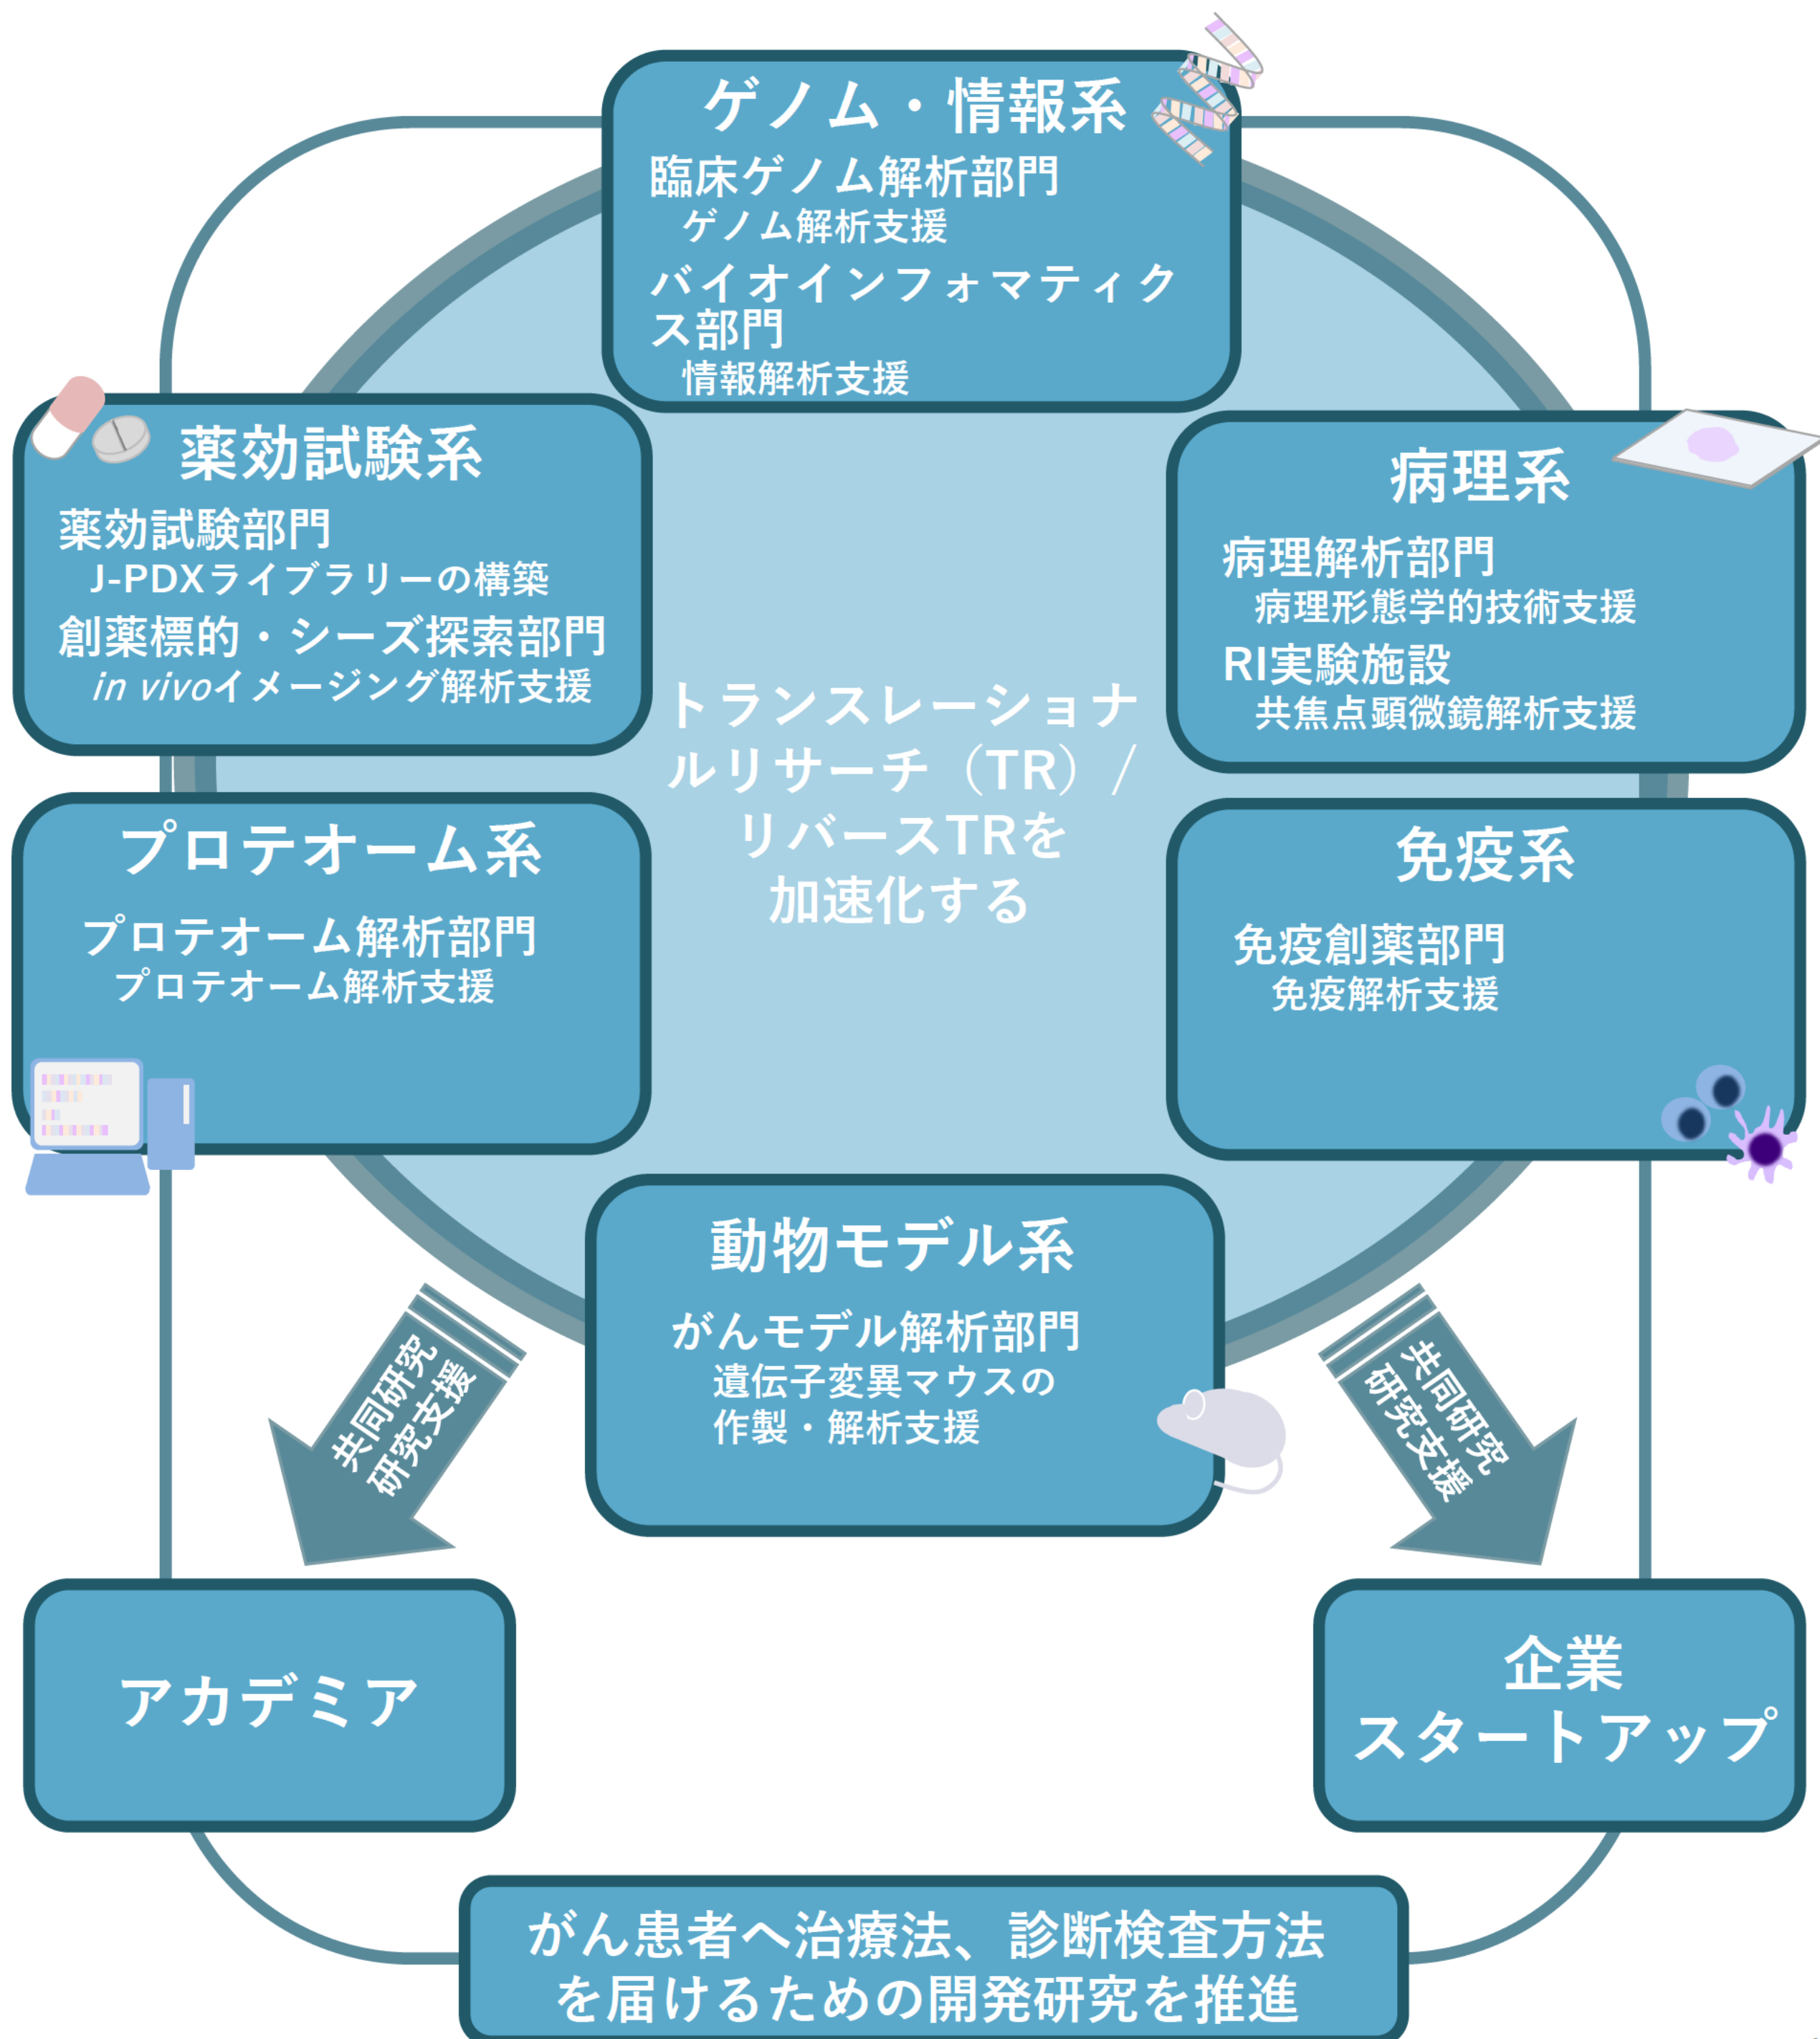 ゲノム・情報系
臨床ゲノム解析部門
ゲノム解析支援
バイオインフォマティク
ス部門
情報解析支援
薬効試験系
薬効試験部門
J-PDXライブラリーの構築
創薬標的・シーズ探索部門
in vivoイメージング解析支援
病理系
病理解析部門
病理形態学的技術支援
RI実験施設
共焦点顕微鏡解析支援
トランスレーショナ
ルリサーチ（TR）/
リバースTRを
加速化する
プロテオーム系
プロテオーム解析部門
プロテオーム解析支援
免疫系
免疫創薬部門
免疫解析支援
動物モデル系
がんモデル解析部門
遺伝子変異マウスの
作製・解析支援
共同研究
研究支援
共同研究
研究支援
アカデミア
企業
スタートアップ
がん患者へ治療法、診断検査方法
を届けるための開発研究を推進